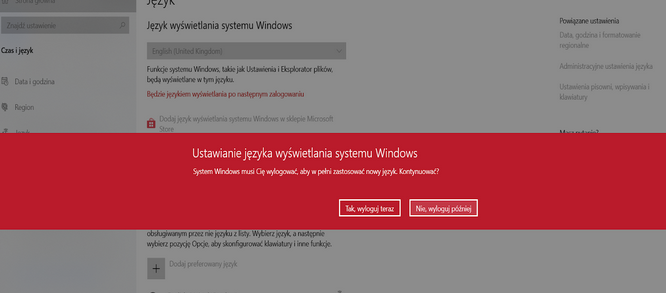 Strona główna
Język
Znajdź ustawienie
Język wyświetlania systemu Windows
Powiązane ustawienia
Czas i język
English (United Kingdom)
Data, godzina i formatowanie
regionalne
Funkcje systemu Windows, takie jak Ustawienia i Eksplorator plików,
będą wyświetlane w tym języku.
Administracyjne ustawienia języka
Data i godzina
Będzie językiem wyświetlania po następnym zalogowaniu
Ustawienia pisowni, wpisywania i
klawiatury
Region
Dodaj język wyświetlania systemu Windows w sklepie Microsoft
Store
Język
Masz pytanie?
Ustawianie języka wyświetlania systemu Windows
System Windows musi Cię wylogować, aby w pełni zastosować nowy język. Kontynuować?
Tak, wyloguj teraz
Nie, wyloguj później
obsługiwanym przez nie języku z listy. Wybierz język, a następnie
wybierz pozycję Opcje, aby skonfigurować klawiatury i inne funkcje.
Dodaj preferowany język